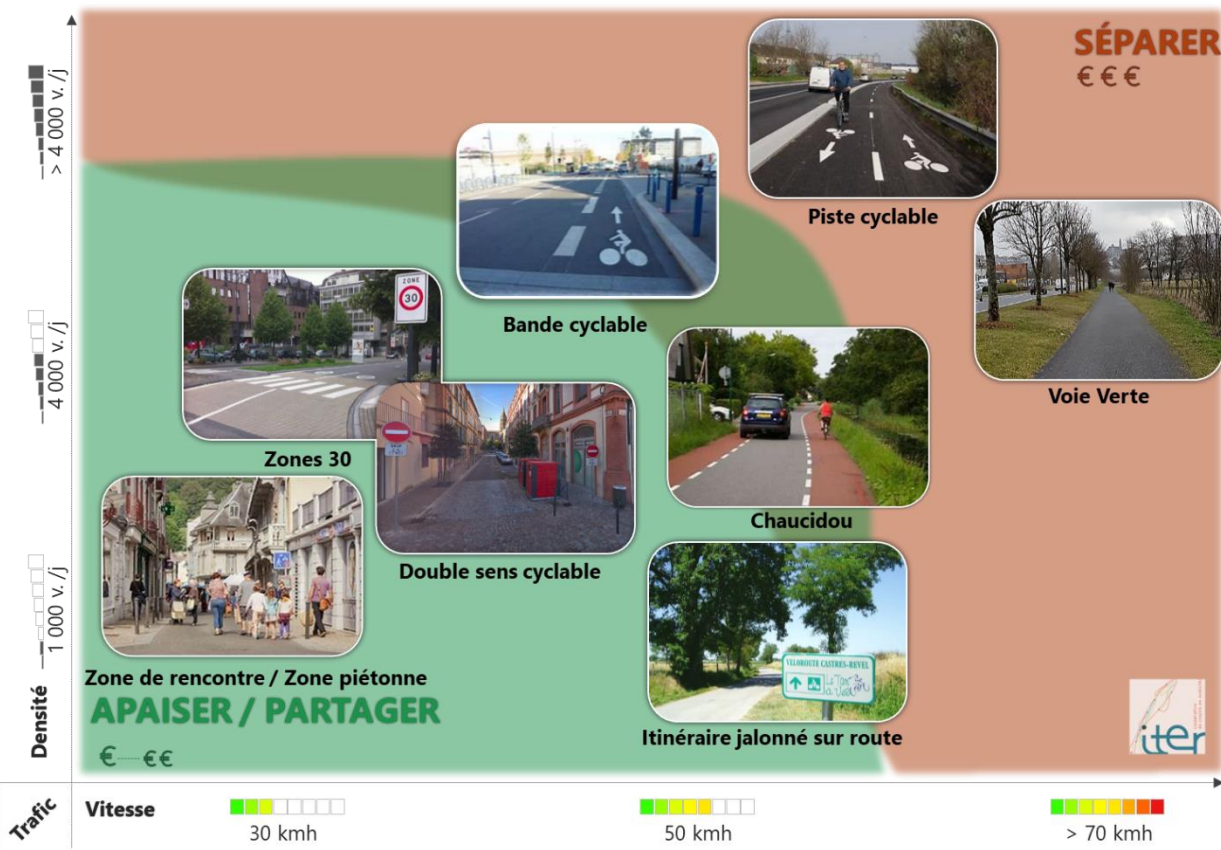 SÉPARER
€ € €
> 4 000 v. /j
Piste cyclable
Bande cyclable
Voie Verte
ZONE
30
4 000 v. /j
Zones 30
Chaucidou
Double sens cyclable
1 000 v. /j
VELOROUTE CASTRES-REVEL
Zone de rencontre / Zone piétonne
APAISER / PARTAGER
€ ...... € €
Itinéraire jalonné sur route
iter
Densité
Trafic
Vitesse
30 kmh
50 kmh
> 70 kmh